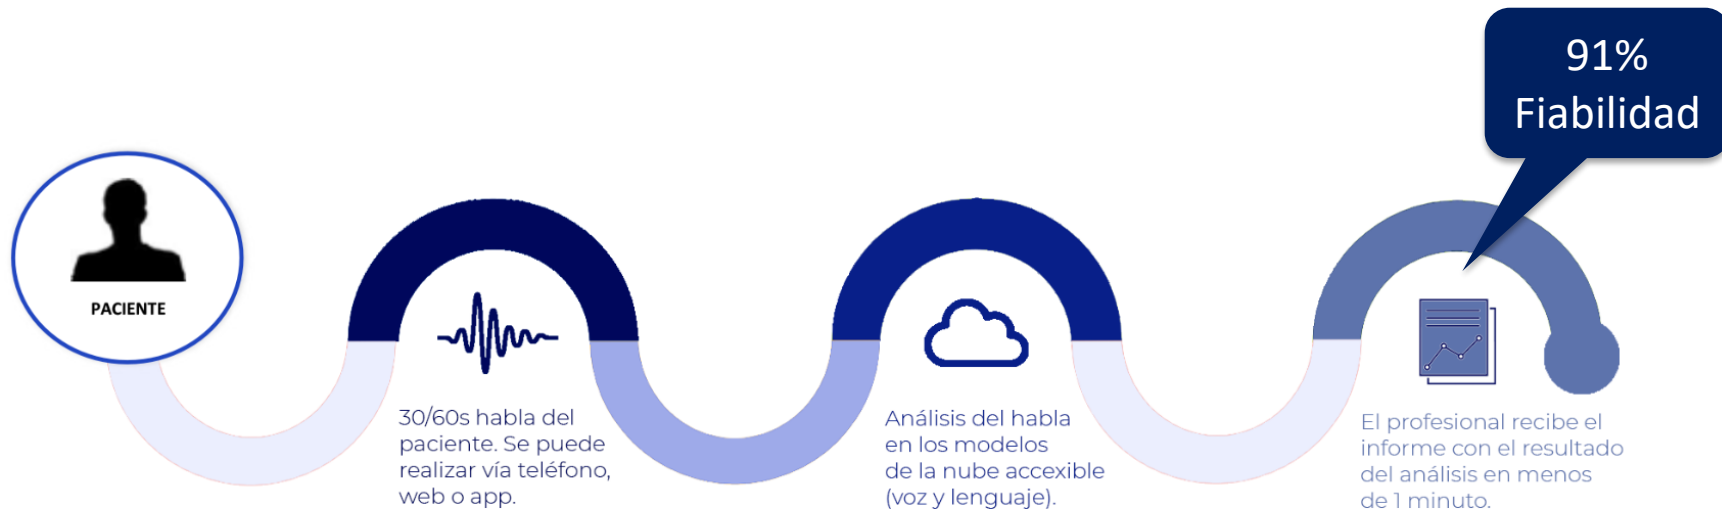 91%
Fiabilidad
PACIENTE
30/60s habla del
paciente. Se puede
realizar vía teléfono,
web o app.
Análisis del habla
en los modelos
de la nube accexible
(voz y lenguaje).
El profesional recibe el
informe con el resultado
del análisis en menos
de 1 minuto.